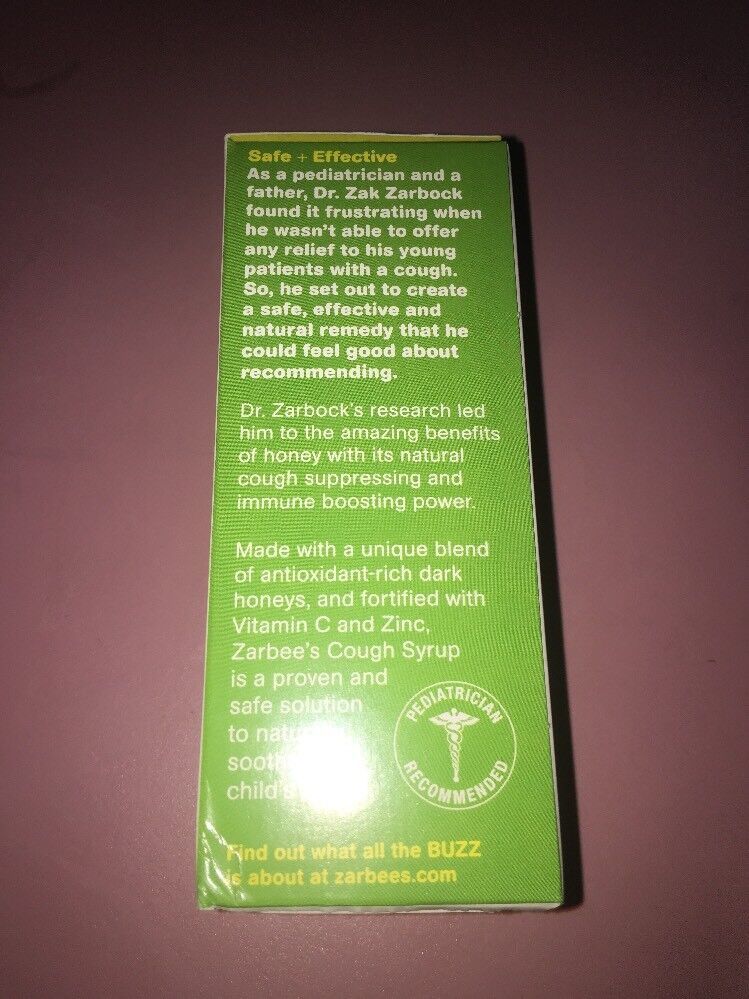 Safe + Effective
As a pediatrician and a
father, Dr. Zak Zarbock
found it frustrating when
he wasn't able to offer
any relief to his young
patients with a cough.
So, he set out to create
a safe, effective and
natural remedy that he
could feel good about
recommending.
Dr. Zarbock's research led
him to the amazing benefits
of honey with its natural
cough suppressing and
immune boosting power.
Made with a unique blend
of antioxidant-rich dark
honeys, and fortified with
Vitamin C and Zinc,
Zarbee's Cough Syrup
is a proven and
safe solution
to
child's
PEDIATRICIAN
RECOMMENDED
Find out what all the BUZZ
is about at zarbees.com